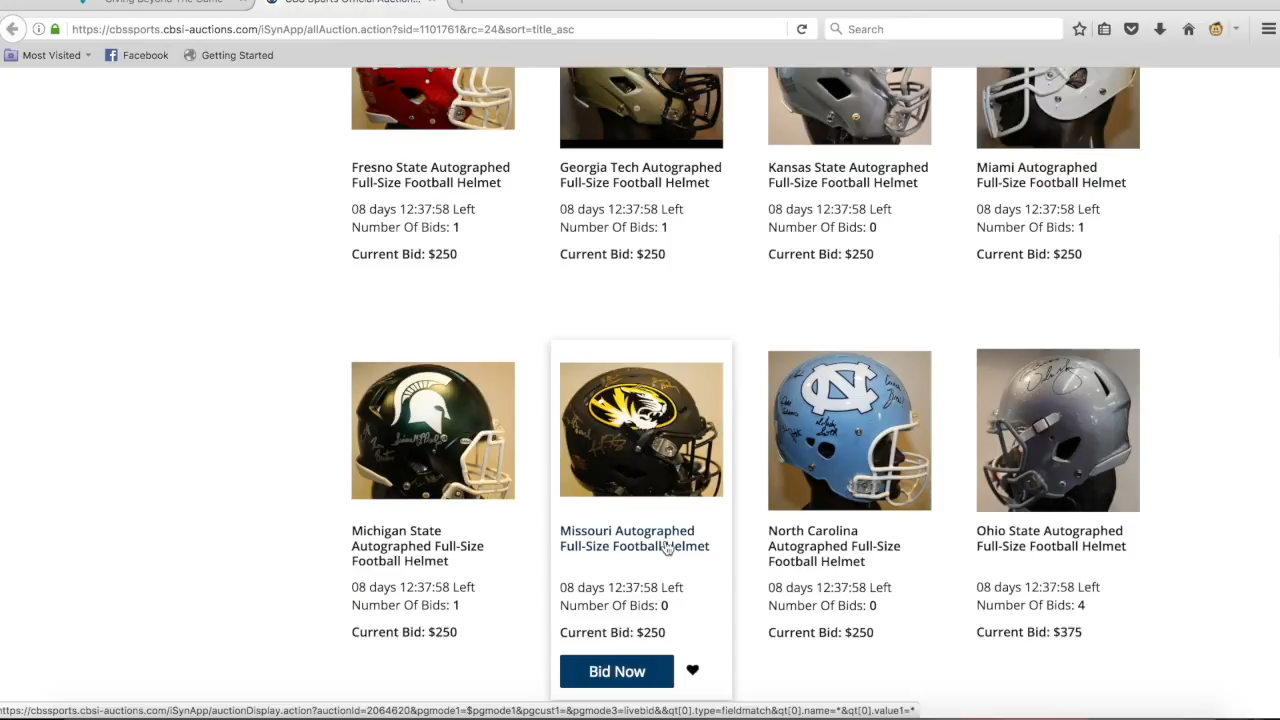 Giving Beyond The Game
CBS Sports Official Auction...
https://cbssports.cbsi-auctions.com/iSynApp/allAuction.action?sid=1101761&rc=24&sort=title_asc
Search
Most Visited
Facebook
Getting Started
Fresno State Autographed
Full-Size Football Helmet
08 days 12:37:58 Left
Number Of Bids: 1
Current Bid: $250
Georgia Tech Autographed
Full-Size Football Helmet
08 days 12:37:58 Left
Number Of Bids: 1
Current Bid: $250
Kansas State Autographed
Full-Size Football Helmet
08 days 12:37:58 Left
Number Of Bids: 0
Current Bid: $250
Miami Autographed
Full-Size Football Helmet
08 days 12:37:58 Left
Number Of Bids: 1
Current Bid: $250
Michigan State
Autographed Full-Size
Football Helmet
08 days 12:37:58 Left
Number Of Bids: 1
Current Bid: $250
Missouri Autographed
Full-Size Football Helmet
08 days 12:37:58 Left
Number Of Bids: 0
Current Bid: $250
Bid Now
NC
North Carolina
Autographed Full-Size
Football Helmet
08 days 12:37:58 Left
Number Of Bids: 0
Current Bid: $250
Ohio State Autographed
Full-Size Football Helmet
08 days 12:37:58 Left
Number Of Bids: 4
Current Bid: $375
https://cbssports.cbsi-auctions.com/iSynApp/auctionDisplay.action?auctionId=2064620&pgmode1=$pgmode1&pgcust1=&pgmode3=livebid&&qt[0].type=fieldmatch&qt[0].name=*&qt[0].value1=*